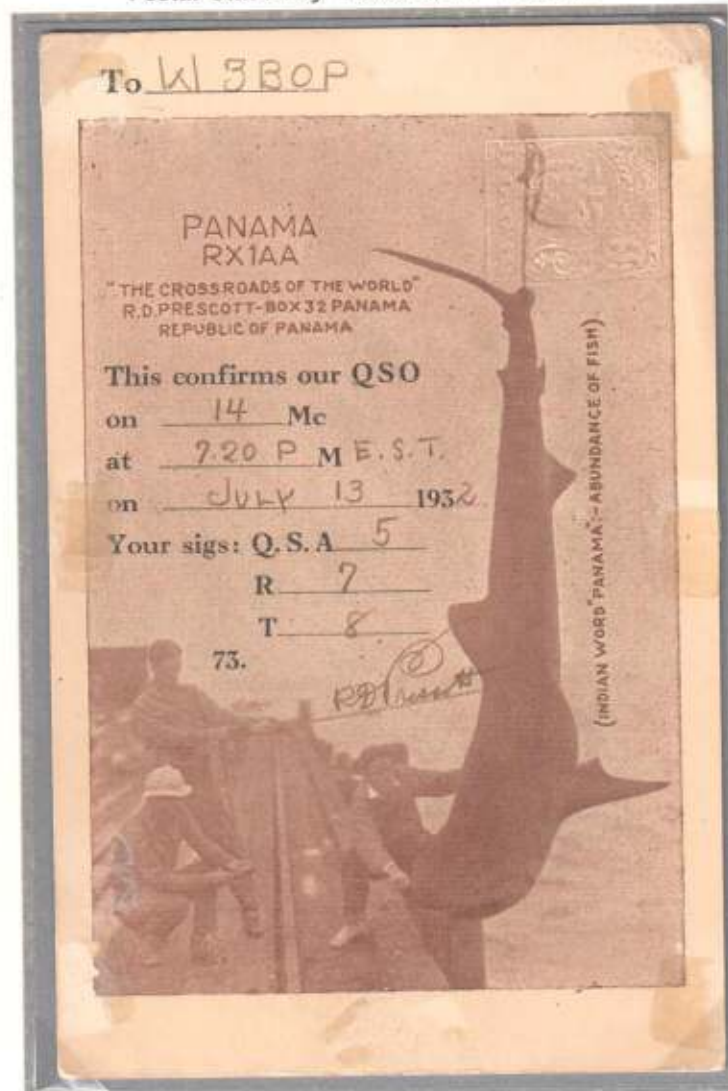 To W3BOP
PANAMA
RX1AA
"THE CROSSROADS OF THE WORLD"
R.D. PRESCOTT-BOX 32 PANAMA
REPUBLIC OF PANAMA
This confirms our QSO
on 14 Mc
at 7.20 P M E.S.T.
on JULY 13 1932
Your sigs: Q.S.A 5
R 7
T 8
73.
RDPrescott
(INDIAN WORD "PANAMA":-ABUNDANCE OF FISH)